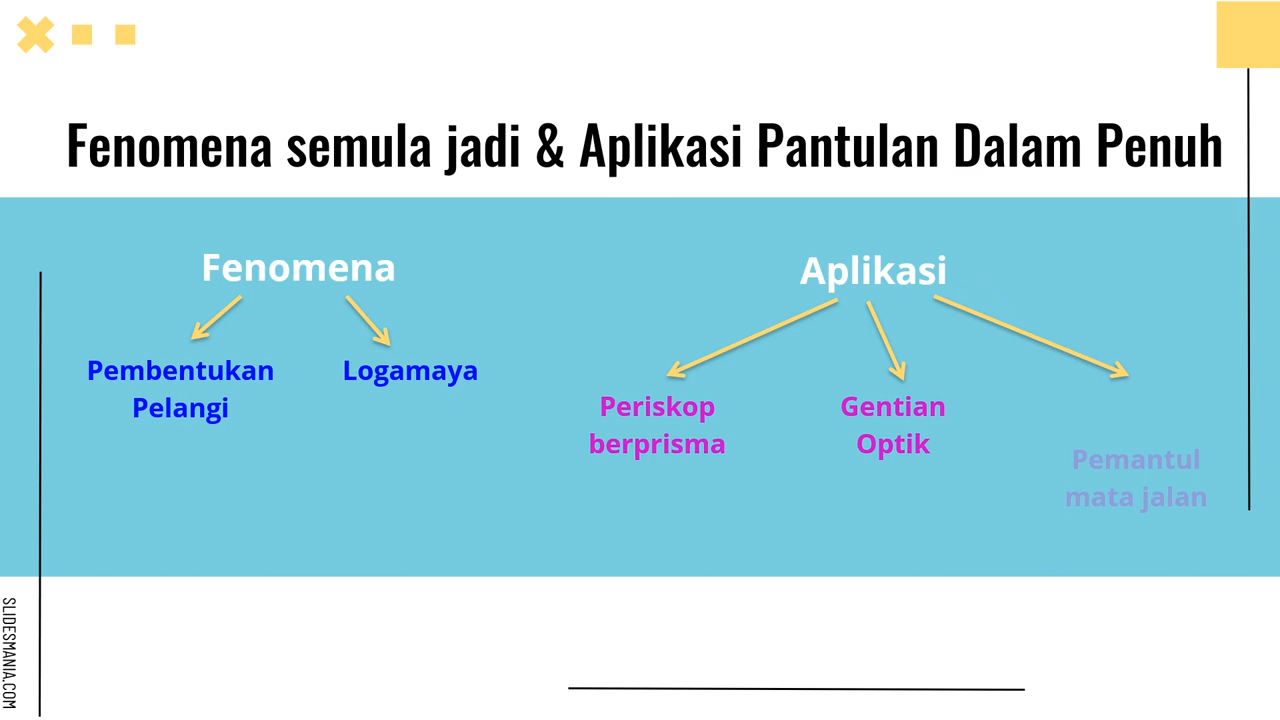 Fenomena semula jadi & Aplikasi Pantulan Dalam Penuh
Fenomena
Pembentukan
Pelangi
Logamaya
Aplikasi
Periskop
berprisma
Gentian
Optik
Pemantul
mata jalan
SLIDESMANIA.COM